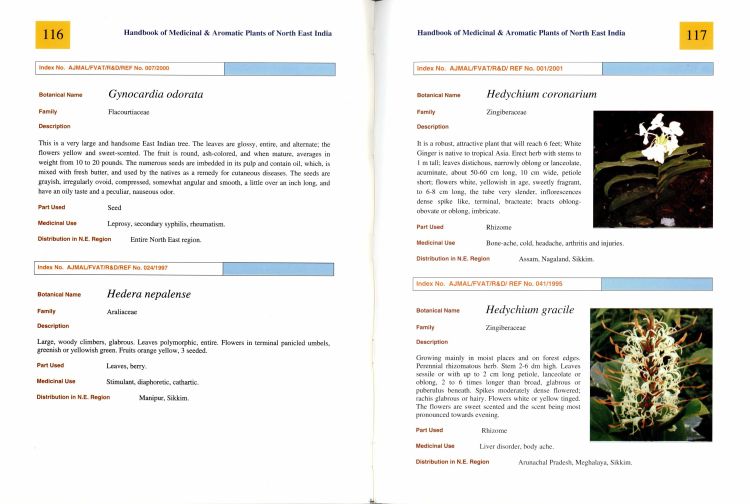 116
Handbook of Medicinal & Aromatic Plants of North East India
Index No. AJMAL/FVAT/R&D/REF No. 007/2000
Botanical Name Gynocardia odorata
Family Flacourtiaceae
Description
This is a very large and handsome East Indian tree. The leaves are glossy, entire, and alternate; the
flowers yellow and sweet-scented. The fruit is round, ash-colored, and when mature, averages in
weight from 10 to 20 pounds. The numerous seeds are imbedded in its pulp and contain oil, which, is
mixed with fresh butter, and used by the natives as a remedy for cutaneous diseases. The seeds are
grayish, irregularly ovoid, compressed, somewhat angular and smooth, a little over an inch long, and
have an oily taste and a peculiar, nauseous odor.
Part Used Seed
Medicinal Use Leprosy, secondary syphilis, rheumatism.
Distribution in N.E. Region Entire North East region.
Index No. AJMAL/FVAT/R&D/REF No. 024/1997
Botanical Name Hedera nepalense
Family Araliaceae
Description
Large, woody climbers, glabrous. Leaves polymorphic, entire. Flowers in terminal panicled umbels,
greenish or yellowish green. Fruits orange yellow, 3 seeded.
Part Used Leaves, berry.
Medicinal Use Stimulant, diaphoretic, cathartic.
Distribution in N.E. Region Manipur, Sikkim.
Handbook of Medicinal & Aromatic Plants of North East India
117
Index No. AJMAL/FVAT/R&D/ REF No. 001/2001
Botanical Name Hedychium coronarium
Family Zingiberaceae
Description
It is a robust, attractive plant that will reach 6 feet; White
Ginger is native to tropical Asia. Erect herb with stems to
1 m tall; leaves distichous, narrowly oblong or lanceolate,
acuminate, about 50-60 cm long, 10 cm wide, petiole
short; flowers white, yellowish in age, sweetly fragrant,
to 6-8 cm long, the tube very slender, inflorescences
dense spike like, terminal, bracteate; bracts oblong-
obovate or oblong, imbricate.
Part Used Rhizome
Medicinal Use Bone-ache, cold, headache, arthritis and injuries.
Distribution in N.E. Region Assam, Nagaland, Sikkim.
Index No. AJMAL/FVAT/R&D/ REF No. 041/1995
Botanical Name Hedychium gracile
Family Zingiberaceae
Description
Growing mainly in moist places and on forest edges.
Perennial rhizomatous herb. Stem 2-6 dm high. Leaves
sessile or with up to 2 cm long petiole, lanceolate or
oblong, 2 to 6 times longer than broad, glabrous or
puberulus beneath. Spikes moderately dense flowered;
rachis glabrous or hairy. Flowers white or yellow tinged.
The flowers are sweet scented and the scent being most
pronounced towards evening.
Part Used Rhizome
Medicinal Use Liver disorder, body ache.
Distribution in N.E. Region Arunachal Pradesh, Meghalaya, Sikkim.